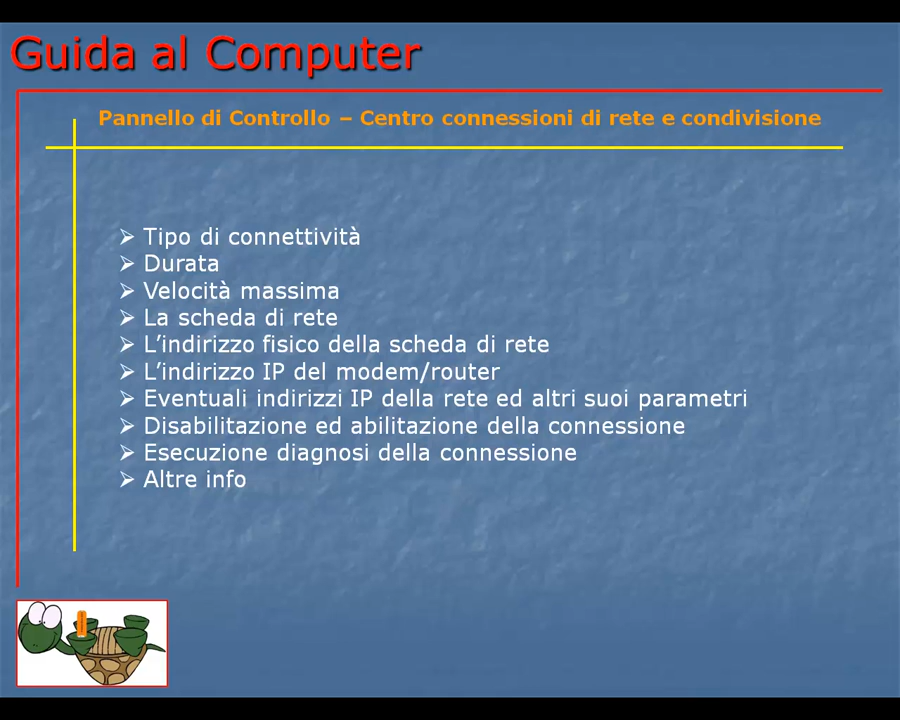 Guida al Computer
Pannello di Controllo – Centro connessioni di rete e condivisione
Tipo di connettività
Durata
Velocità massima
La scheda di rete
L’indirizzo fisico della scheda di rete
L’indirizzo IP del modem/router
Eventuali indirizzi IP della rete ed altri suoi parametri
Disabilitazione ed abilitazione della connessione
Esecuzione diagnosi della connessione
Altre info